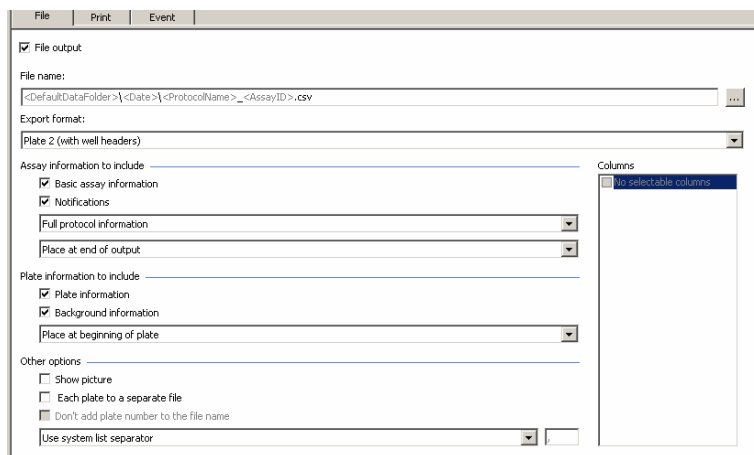 File Print Event
File output
File name:
<DefaultDataFolder>\<Date>\<ProtocolName>_<AssayID>.csv
...
Export format:
Plate 2 (with well headers)
Assay information to include
Columns
Basic assay information
No selectable columns
Notifications
Full protocol information
Place at end of output
Plate information to include
Plate information
Background information
Place at beginning of plate
Other options
Show picture
Each plate to a separate file
Don't add plate number to the file name
Use system list separator
,